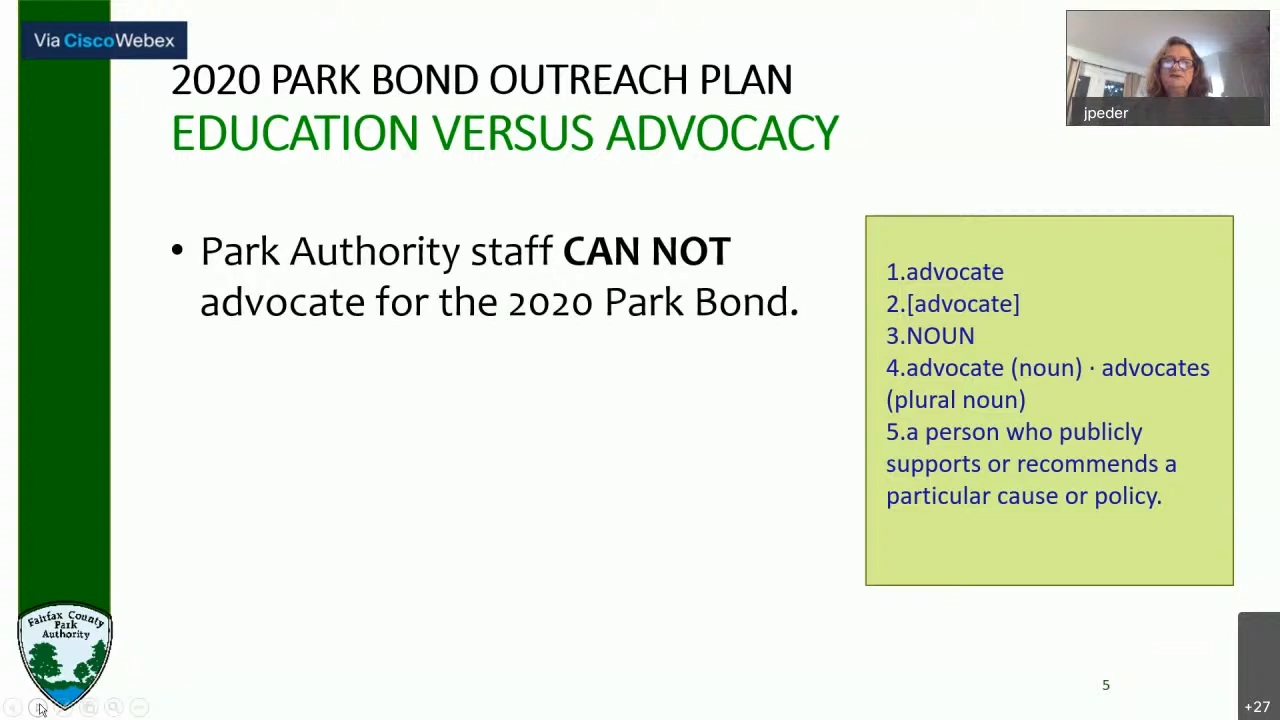 Via CiscoWebex
2020 PARK BOND OUTREACH PLAN
EDUCATION VERSUS ADVOCACY
jpeder
• Park Authority staff CAN NOT
advocate for the 2020 Park Bond.
1.advocate
2.[advocate]
3.NOUN
4.advocate (noun) · advocates
(plural noun)
5.a person who publicly
supports or recommends a
particular cause or policy.
Fairfax County
Park
Authority
5
+27